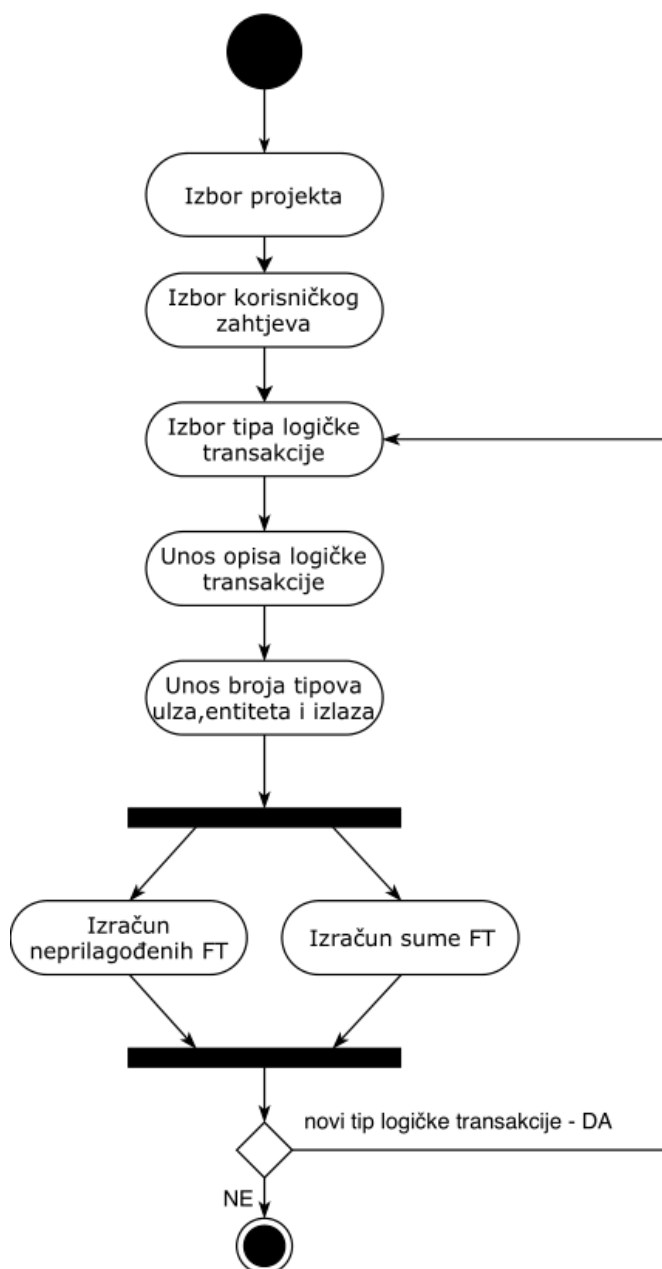 Izbor projekta
Izbor korisničkog
zahtjeva
Izbor tipa logičke
transakcije
Unos opisa logičke
transakcije
Unos broja tipova
ulza,entiteta i izlaza
Izračun
neprilagođenih FT
Izračun sume FT
novi tip logičke transakcije - DA
NE